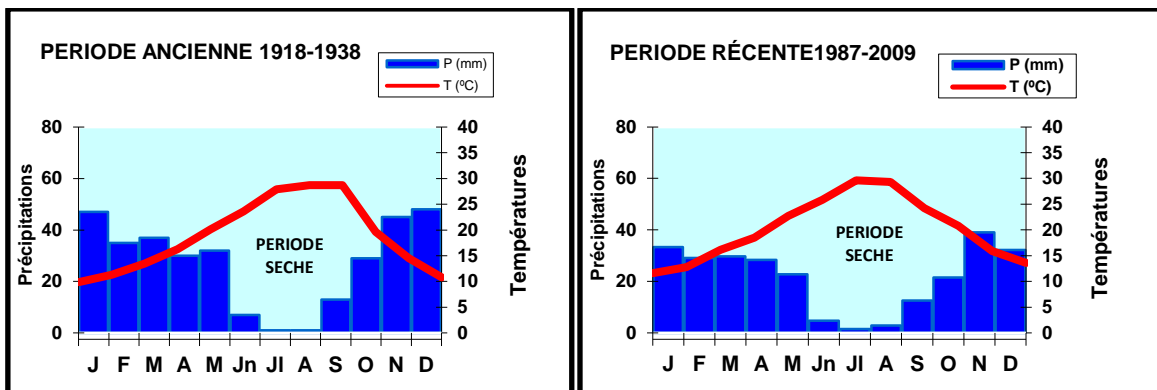 PERIODE ANCIENNE 1918-1938
P (mm)
T (ºC)
Précipitations
80
60
40
20
0
PERIODE
SECHE
40
35
30
25
20
15
10
5
0
Températures
J F M A M Jn Jl A S O N D
PERIODE RÉCENTE1987-2009
P (mm)
T (ºC)
Précipitations
80
60
40
20
0
PERIODE
SECHE
40
35
30
25
20
15
10
5
0
Températures
J F M A M Jn Jl A S O N D